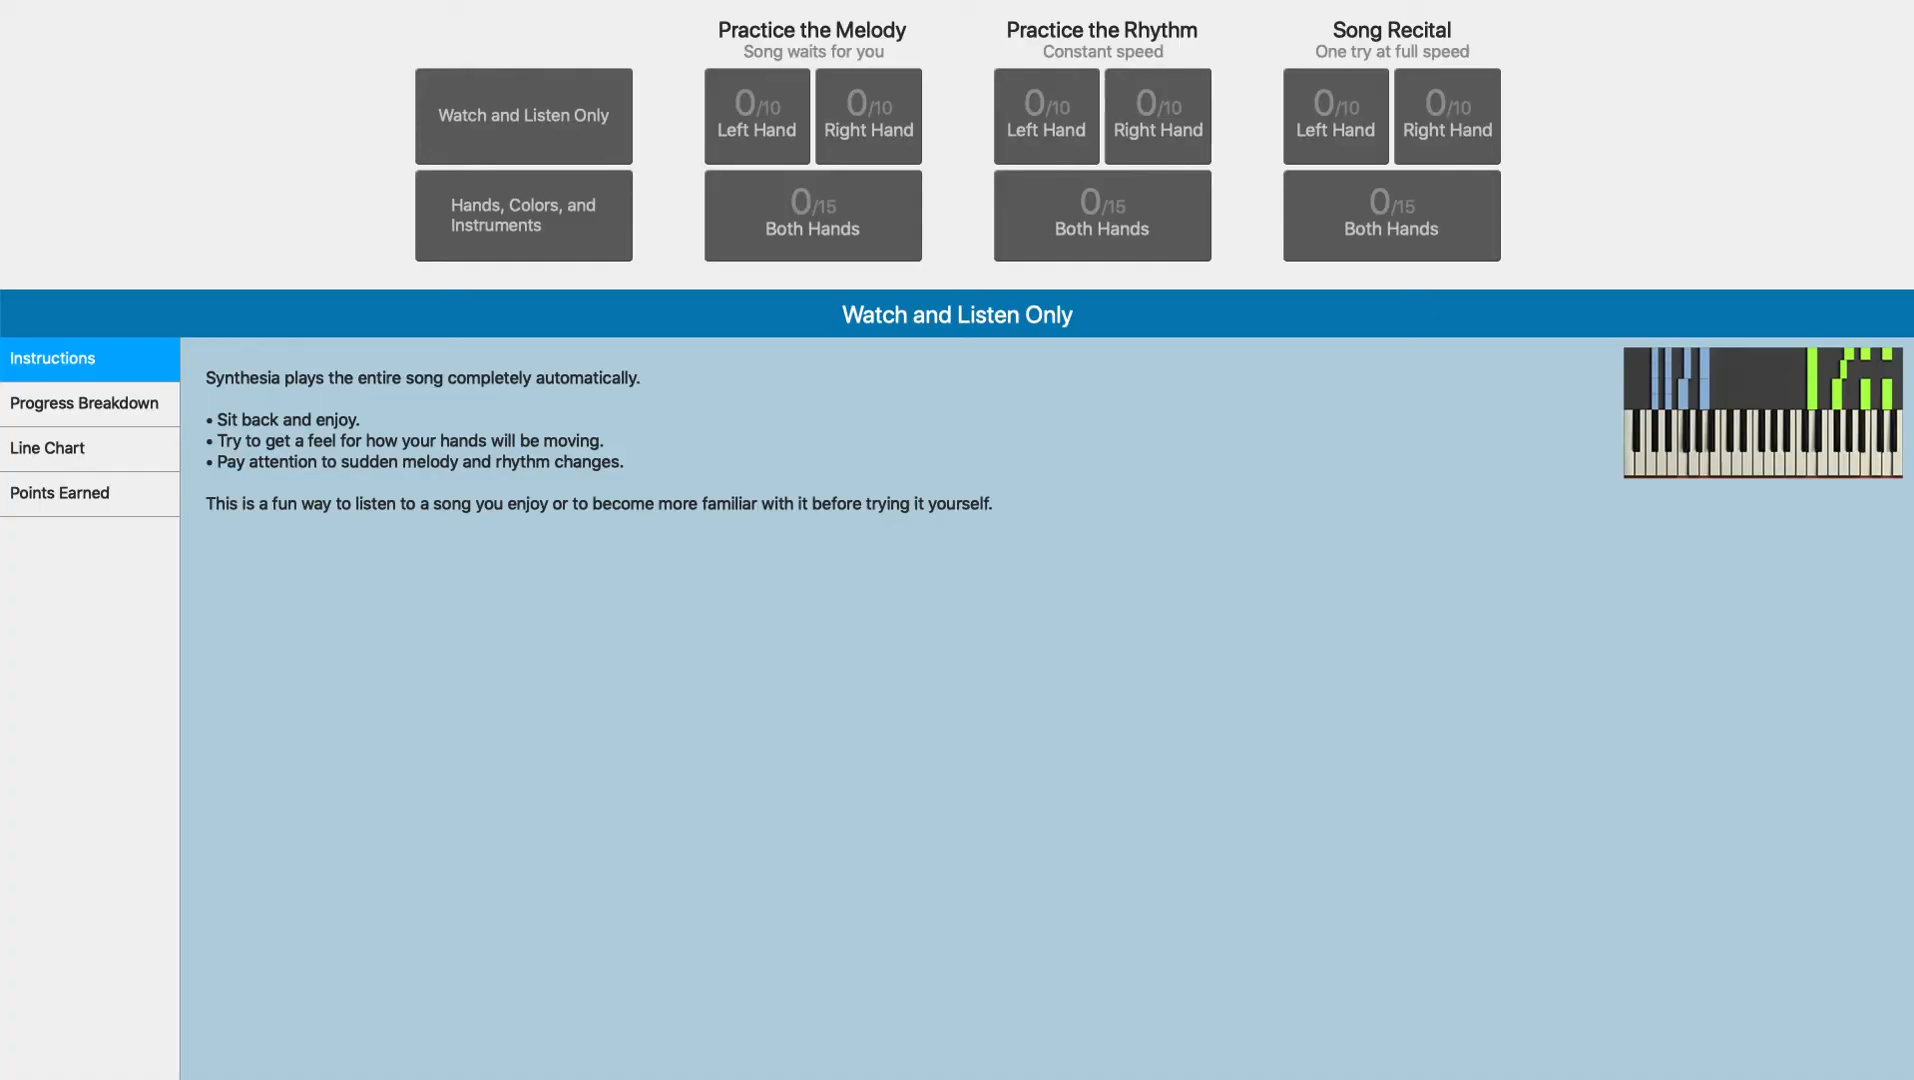 Practice the Melody
Song waits for you
Practice the Rhythm
Constant speed
Song Recital
One try at full speed
Watch and Listen Only
0/10
Left Hand
0/10
Right Hand
0/10
Left Hand
0/10
Right Hand
0/10
Left Hand
0/10
Right Hand
Hands, Colors, and
Instruments
0/15
Both Hands
0/15
Both Hands
0/15
Both Hands
Watch and Listen Only
Instructions
Progress Breakdown
Line Chart
Points Earned
Synthesia plays the entire song completely automatically.
• Sit back and enjoy.
• Try to get a feel for how your hands will be moving.
• Pay attention to sudden melody and rhythm changes.
This is a fun way to listen to a song you enjoy or to become more familiar with it before trying it yourself.